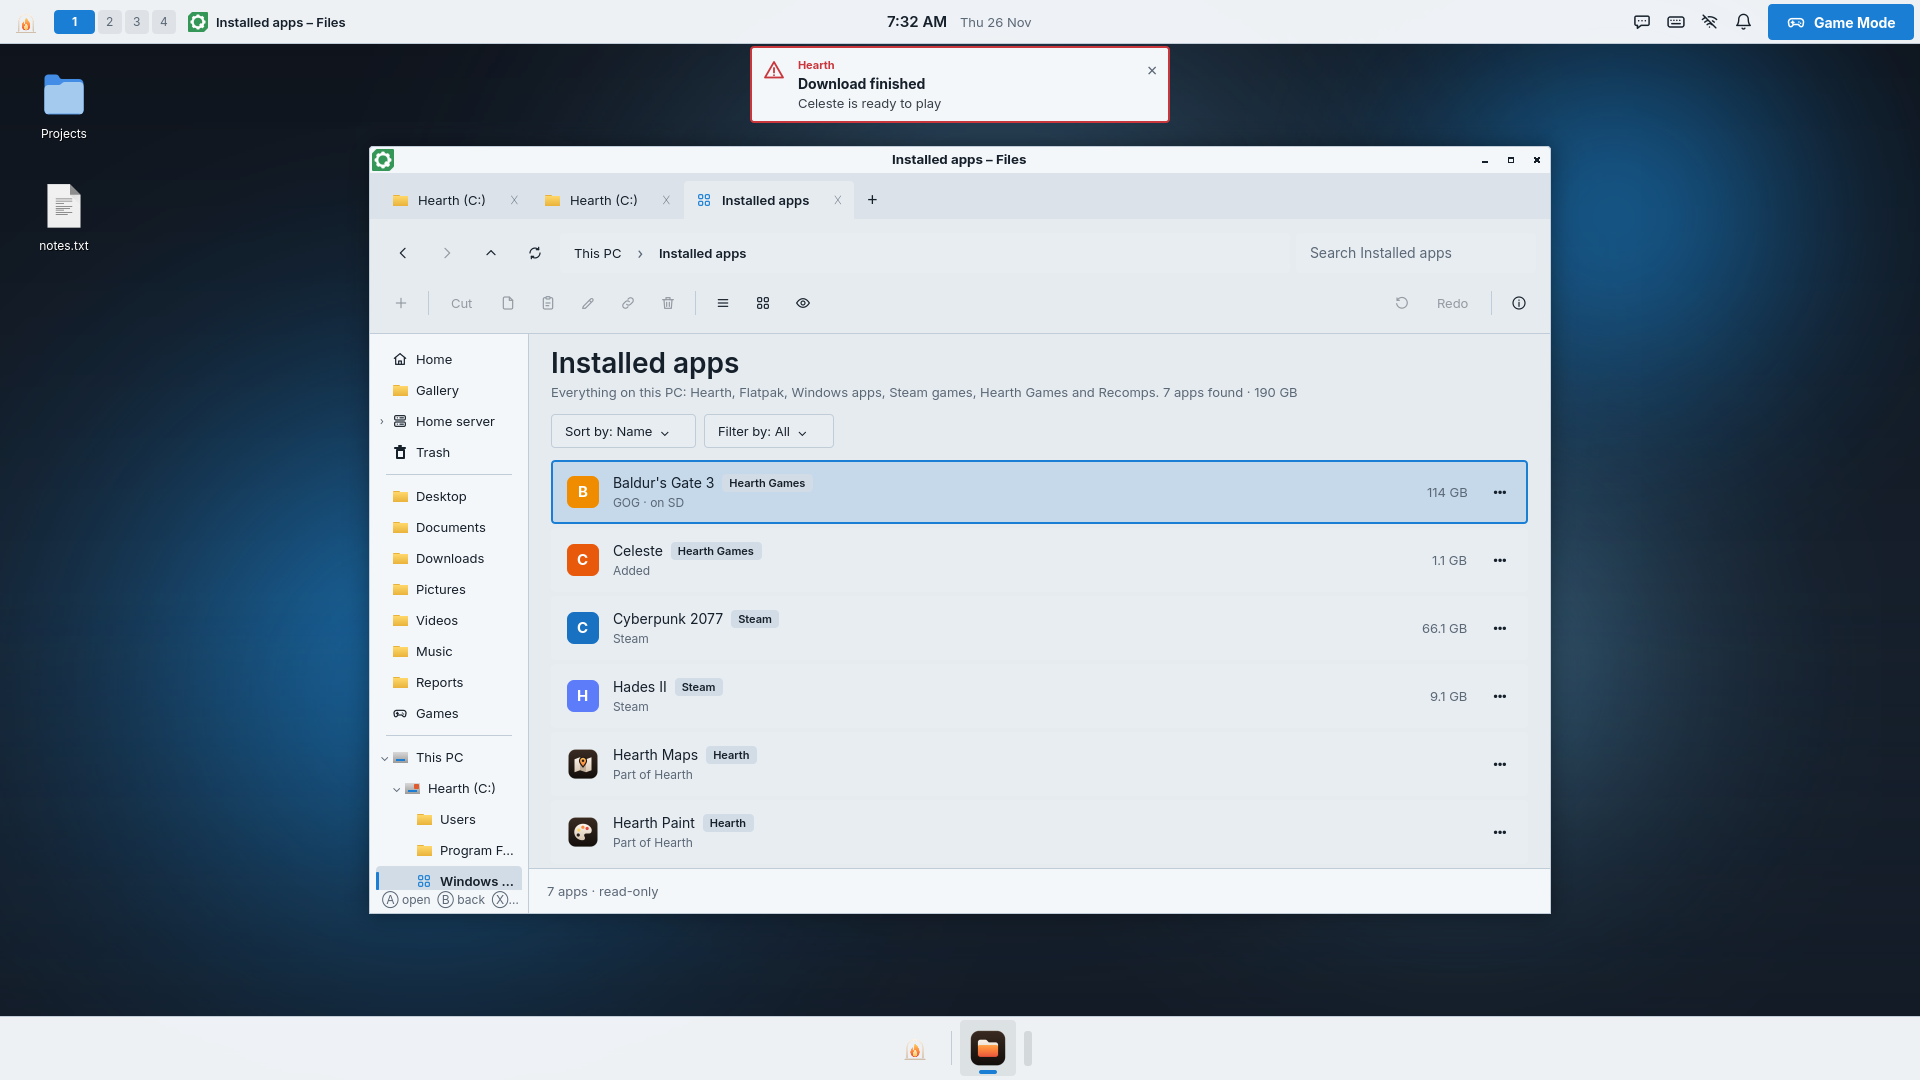 1 2 3 4 Installed apps – Files 7:32 AM Thu 26 Nov Game Mode
Hearth
Download finished
Celeste is ready to play
Projects
notes.txt
Installed apps – Files
Hearth (C:) Hearth (C:) Installed apps
This PC Installed apps Search Installed apps
Cut Redo
Home
Gallery
Home server
Trash
Desktop
Documents
Downloads
Pictures
Videos
Music
Reports
Games
This PC
Hearth (C:)
Users
Program F...
Windows ...
A open B back X...
Installed apps
Everything on this PC: Hearth, Flatpak, Windows apps, Steam games, Hearth Games and Recomps. 7 apps found · 190 GB
Sort by: Name Filter by: All
B Baldur's Gate 3 Hearth Games
GOG · on SD
114 GB
C Celeste Hearth Games
Added
1.1 GB
C Cyberpunk 2077 Steam
Steam
66.1 GB
H Hades II Steam
Steam
9.1 GB
Hearth Maps Hearth
Part of Hearth
Hearth Paint Hearth
Part of Hearth
7 apps · read-only